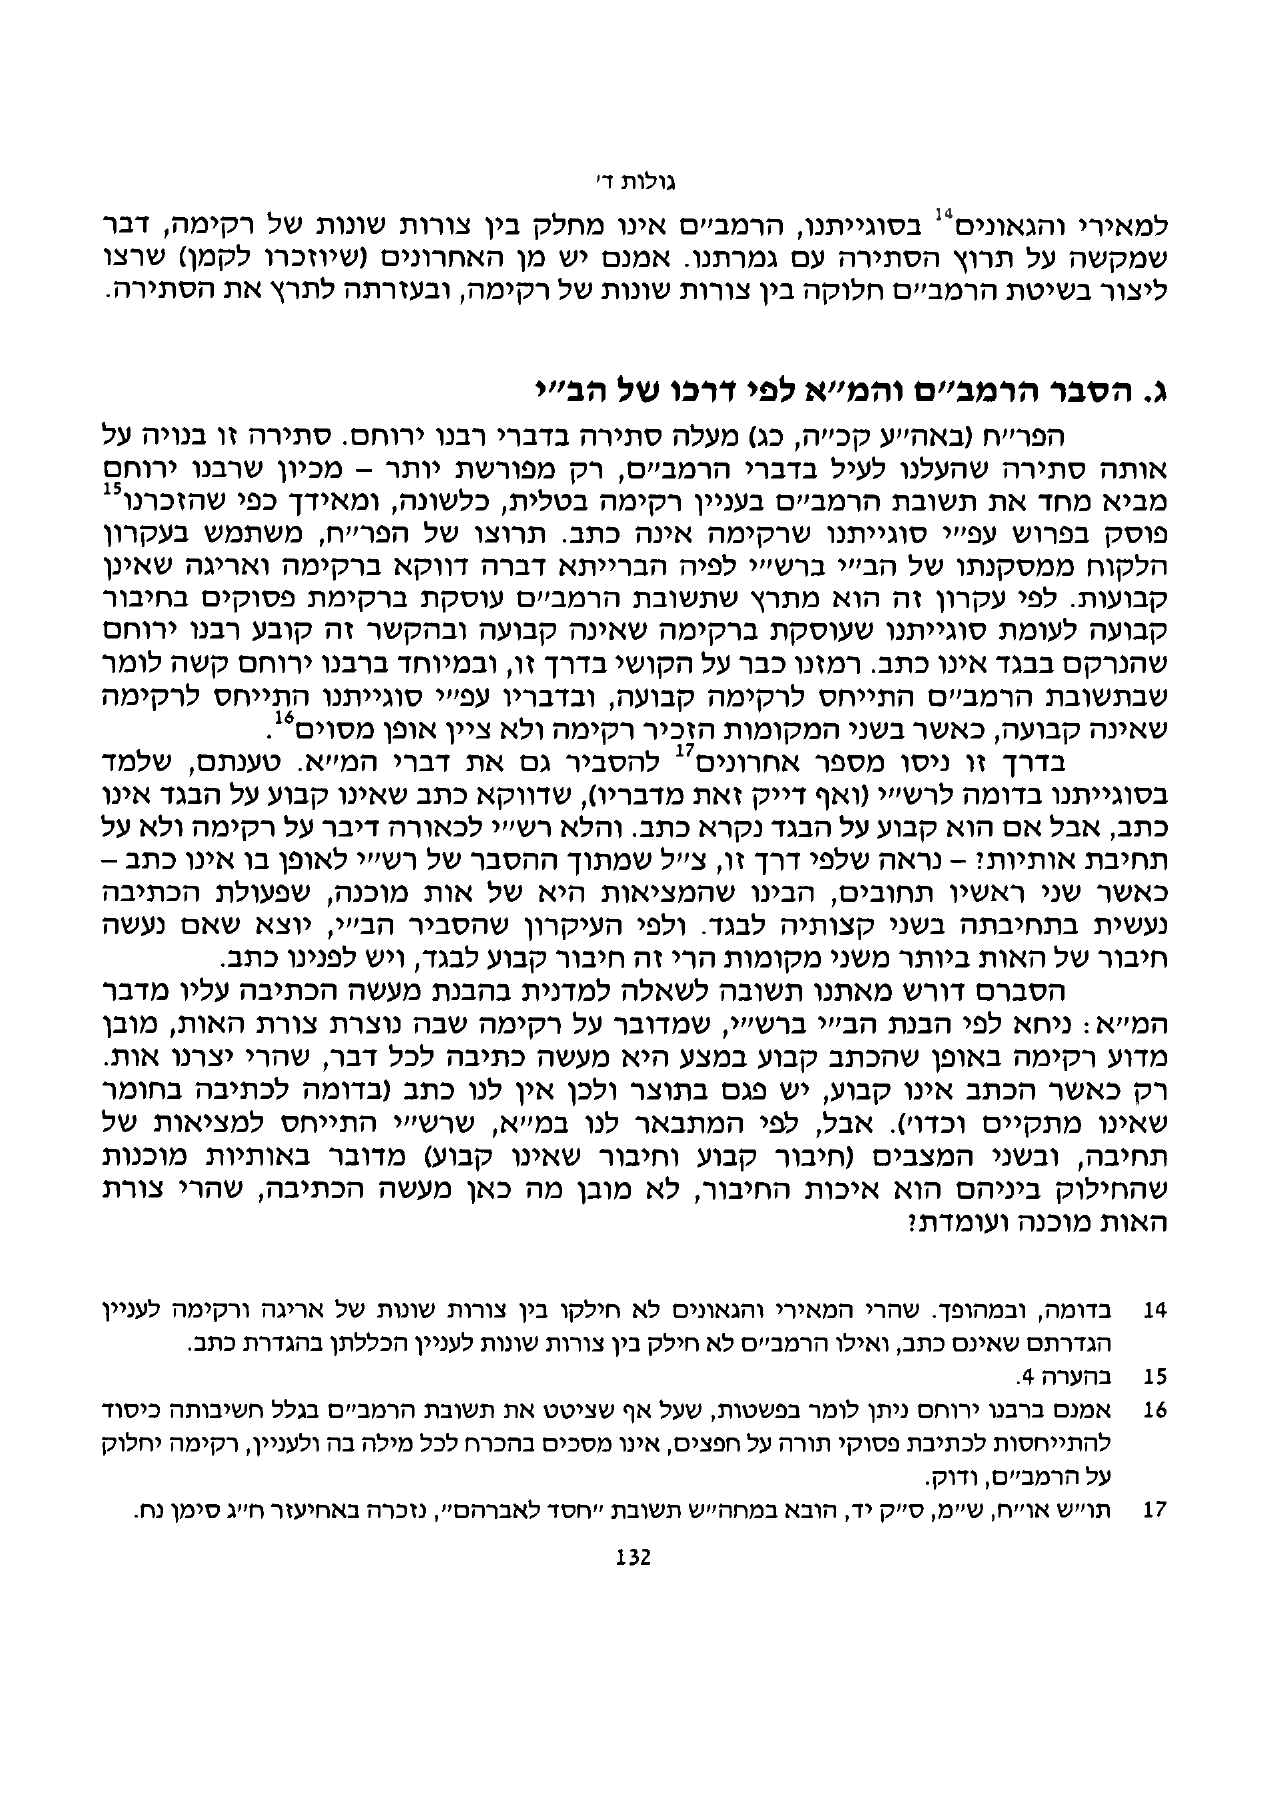 גולות ד'
למאירי והגאונים14 בסוגייתנו, הרמב"ם אינו מחלק בין צורות שונות של רקימה, דבר
שמקשה על תרוץ הסתירה עם גמרתנו. אמנם יש מן האחרונים (שיוזכרו לקמן) שרצו
ליצור בשיטת הרמב"ם חלוקה בין צורות שונות של רקימה, ובעזרתה לתרץ את הסתירה.
ג. הסבר הרמב"ם והמ"א לפי דרכו של הב"י
הפר"ח (באה"ע קכ"ה, כג) מעלה סתירה בדברי רבנו ירוחם. סתירה זו בנויה על
אותה סתירה שהעלנו לעיל בדברי הרמב"ם, רק מפורשת יותר – מכיון שרבנו ירוחם
מביא מחד את תשובת הרמב"ם בעניין רקימה בטלית, כלשונה, ומאידך כפי שהזכרנו15
פוסק בפרוש עפ"י סוגייתנו שרקימה אינה כתב. תרוצו של הפר"ח, משתמש בעקרון
הלקוח ממסקנתו של הב"י ברש"י לפיה הברייתא דברה דווקא ברקימה ואריגה שאינן
קבועות. לפי עקרון זה הוא מתרץ שתשובת הרמב"ם עוסקת ברקימת פסוקים בחיבור
קבועה לעומת סוגייתנו שעוסקת ברקימה שאינה קבועה ובהקשר זה קובע רבנו ירוחם
שהנרקם בבגד אינו כתב. רמזנו כבר על הקושי בדרך זו, ובמיוחד ברבנו ירוחם קשה לומר
שבתשובת הרמב"ם התייחס לרקימה קבועה, ובדבריו עפ"י סוגייתנו התייחס לרקימה
שאינה קבועה, כאשר בשני המקומות הזכיר רקימה ולא ציין אופן מסוים16.
בדרך זו ניסו מספר אחרונים17 להסביר גם את דברי המ"א. טענתם, שלמד
בסוגייתנו בדומה לרש"י (ואף דייק זאת מדבריו), שדווקא כתב שאינו קבוע על הבגד אינו
כתב, אבל אם הוא קבוע על הבגד נקרא כתב. והלא רש"י לכאורה דיבר על רקימה ולא על
תחיבת אותיות? – נראה שלפי דרך זו, צ"ל שמתוך ההסבר של רש"י לאופן בו אינו כתב –
כאשר שני ראשיו תחובים, הבינו שהמציאות היא של אות מוכנה, שפעולת הכתיבה
נעשית בתחיבתה בשני קצותיה לבגד. ולפי העיקרון שהסביר הב"י, יוצא שאם נעשה
חיבור של האות ביותר משני מקומות הרי זה חיבור קבוע לבגד, ויש לפנינו כתב.
הסברם דורש מאתנו תשובה לשאלה למדנית בהבנת מעשה הכתיבה עליו מדבר
המ"א: ניחא לפי הבנת הב"י ברש"י, שמדובר על רקימה שבה נוצרת צורת האות, מובן
מדוע רקימה באופן שהכתב קבוע במצע היא מעשה כתיבה לכל דבר, שהרי יצרנו אות.
רק כאשר הכתב אינו קבוע, יש פגם בתוצר ולכן אין לנו כתב (בדומה לכתיבה בחומר
שאינו מתקיים וכדו'). אבל, לפי המתבאר לנו במ"א, שרש"י התייחס למציאות של
תחיבה, ובשני המצבים (חיבור קבוע וחיבור שאינו קבוע) מדובר באותיות מוכנות
שהחילוק ביניהם הוא איכות החיבור, לא מובן מה כאן מעשה הכתיבה, שהרי צורת
האות מוכנה ועומדת?
14 בדומה, ובמהופך. שהרי המאירי והגאונים לא חילקו בין צורות שונות של אריגה ורקימה לעניין
הגדרתם שאינם כתב, ואילו הרמב"ם לא חילק בין צורות שונות לעניין הכללתן בהגדרת כתב.
15 בהערה 4.
16 אמנם ברבנו ירוחם ניתן לומר בפשטות, שעל אף שציטט את תשובת הרמב"ם בגלל חשיבותה כיסוד
להתייחסות לכתיבת פסוקי תורה על חפצים, אינו מסכים בהכרח לכל מילה בה ולעניין, רקימה יחלוק
על הרמב"ם, ודוק.
17 תו"ש או"ח, ש"מ, ס"ק יד, הובא במחה"ש תשובת "חסד לאברהם", נזכרה באחיעזר ח"ג סימן נח.
132